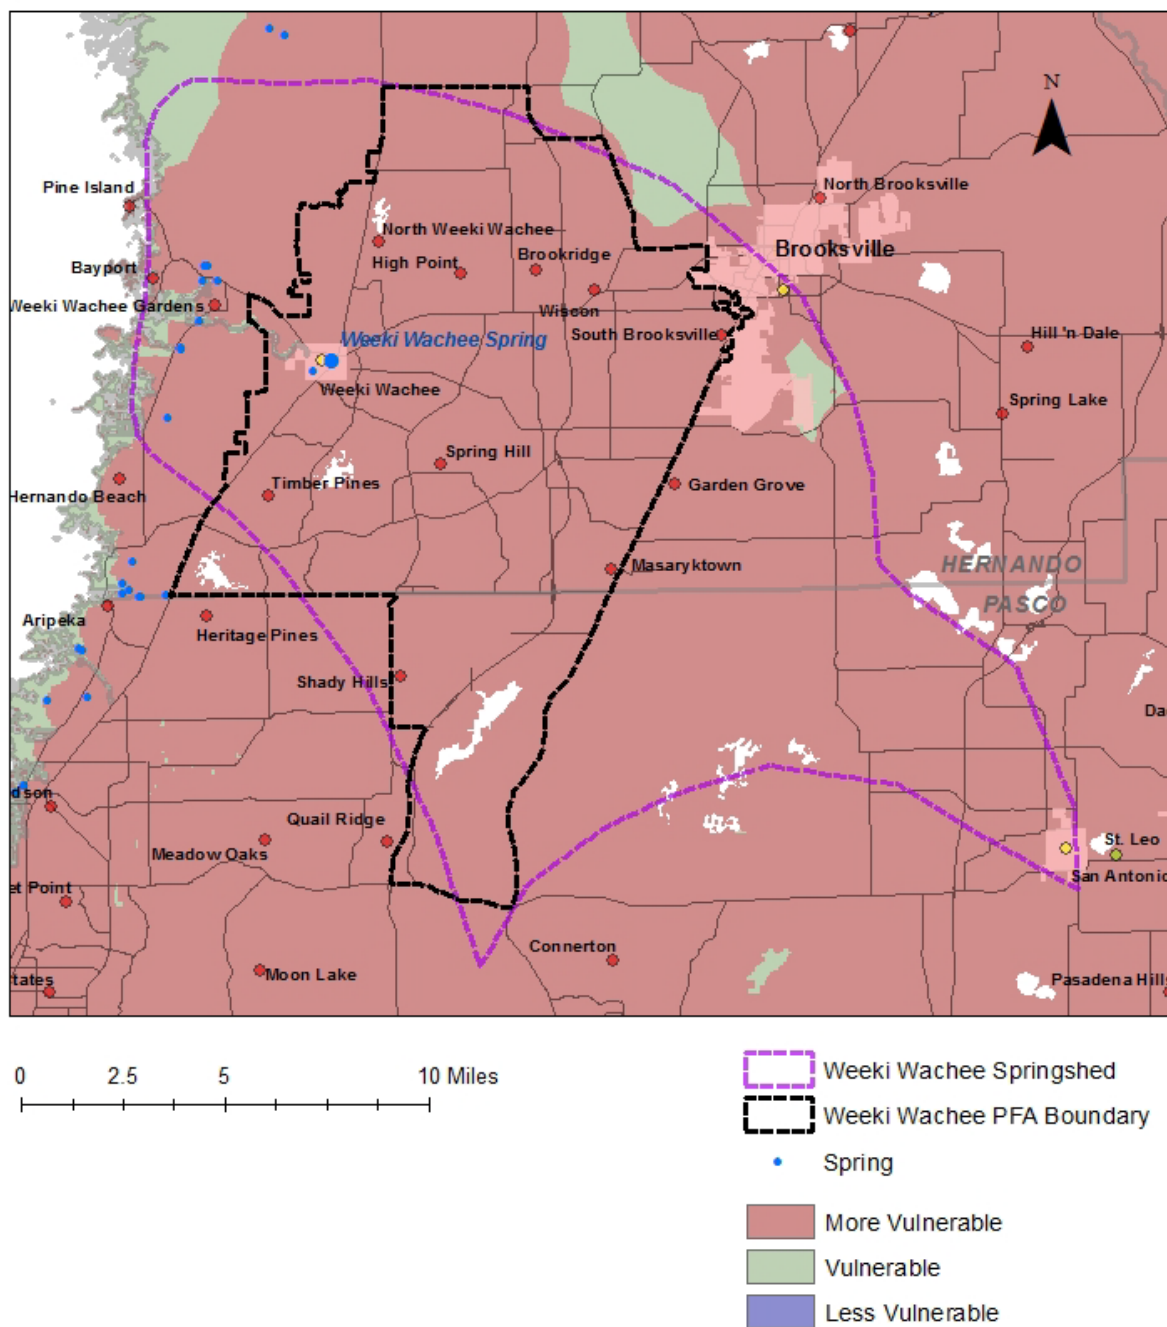 N
Pine Island
North Brooksville
North Weeki Wachee
Brooksville
High Point
Brookridge
Bayport
Weeki Wachee Gardens
Wiscon
Weeki Wachee Spring
South Brooksville
Hill 'n Dale
Weeki Wachee
Spring Lake
Spring Hill
Timber Pines
Garden Grove
Hernando Beach
HERNANDO
Masaryktown
PASCO
Aripeka
Heritage Pines
Shady Hills
Da
dson
Quail Ridge
Meadow Oaks
St. Leo
San Antonio
et Point
Connerton
Moon Lake
tates
Pasadena Hills
0 2.5 5 10 Miles
Weeki Wachee Springshed
Weeki Wachee PFA Boundary
Spring
More Vulnerable
Vulnerable
Less Vulnerable